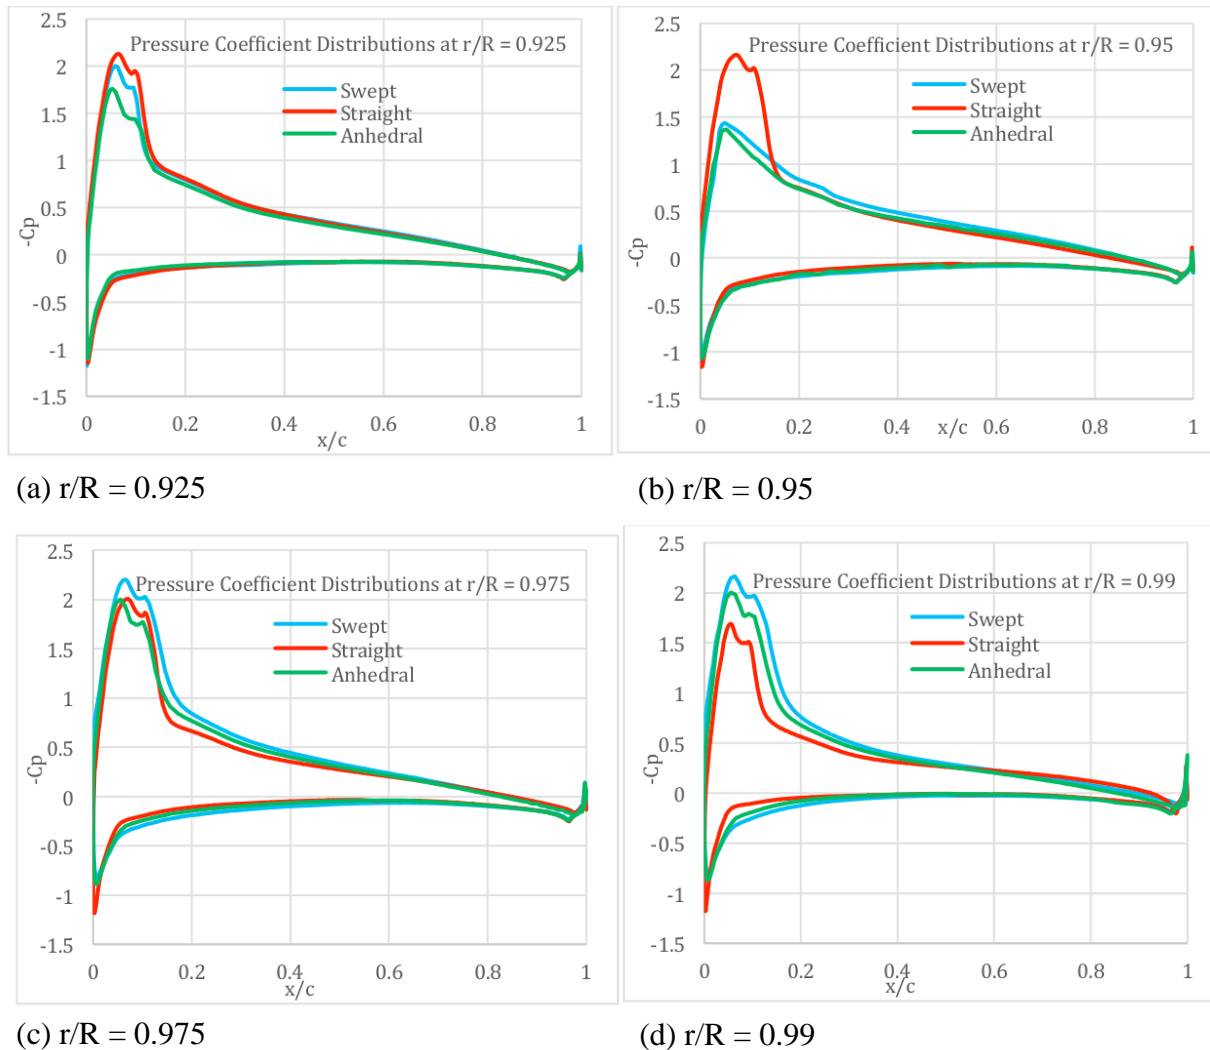 Pressure Coefficient Distributions at r/R = 0.925
2.5
2
1.5
1
0.5
0
-0.5
-1
-1.5
-Cp
Swept
Straight
Anhedral
0 0.2 0.4 0.6 0.8 1
x/c
(a) r/R = 0.925
Pressure Coefficient Distributions at r/R = 0.95
2.5
2
1.5
1
0.5
0
-0.5
-1
-1.5
-Cp
Swept
Straight
Anhedral
0 0.2 0.4 x/c 0.6 0.8 1
(b) r/R = 0.95
Pressure Coefficient Distributions at r/R = 0.975
2.5
2
1.5
1
0.5
0
-0.5
-1
-1.5
-Cp
Swept
Straight
Anhedral
0 0.2 0.4 0.6 0.8 1
x/c
(c) r/R = 0.975
Pressure Coefficient Distributions at r/R = 0.99
2.5
2
1.5
1
0.5
0
-0.5
-1
-1.5
-Cp
Swept
Straight
Anhedral
0 0.2 0.4 0.6 0.8 1
x/c
(d) r/R = 0.99